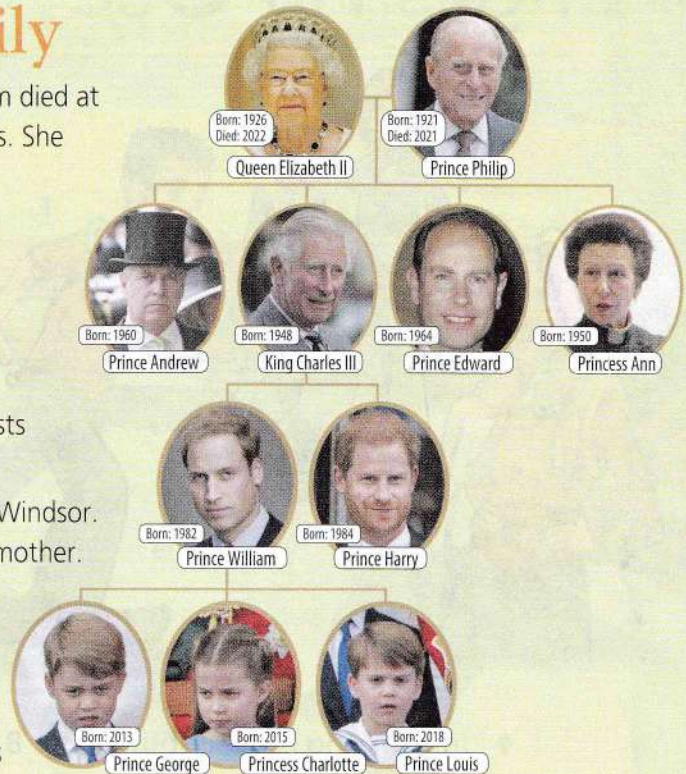 ily
m died at
s. She
Born: 1926
Died: 2022
Queen Elizabeth II
Born: 1921
Died: 2021
Prince Philip
Born: 1960
Prince Andrew
Born: 1948
King Charles III
Born: 1964
Prince Edward
Born: 1950
Princess Ann
sts
Windsor.
mother.
Born: 1982
Prince William
Born: 1984
Prince Harry
Born: 2013
Prince George
Born: 2015
Princess Charlotte
Born: 2018
Prince Louis
s